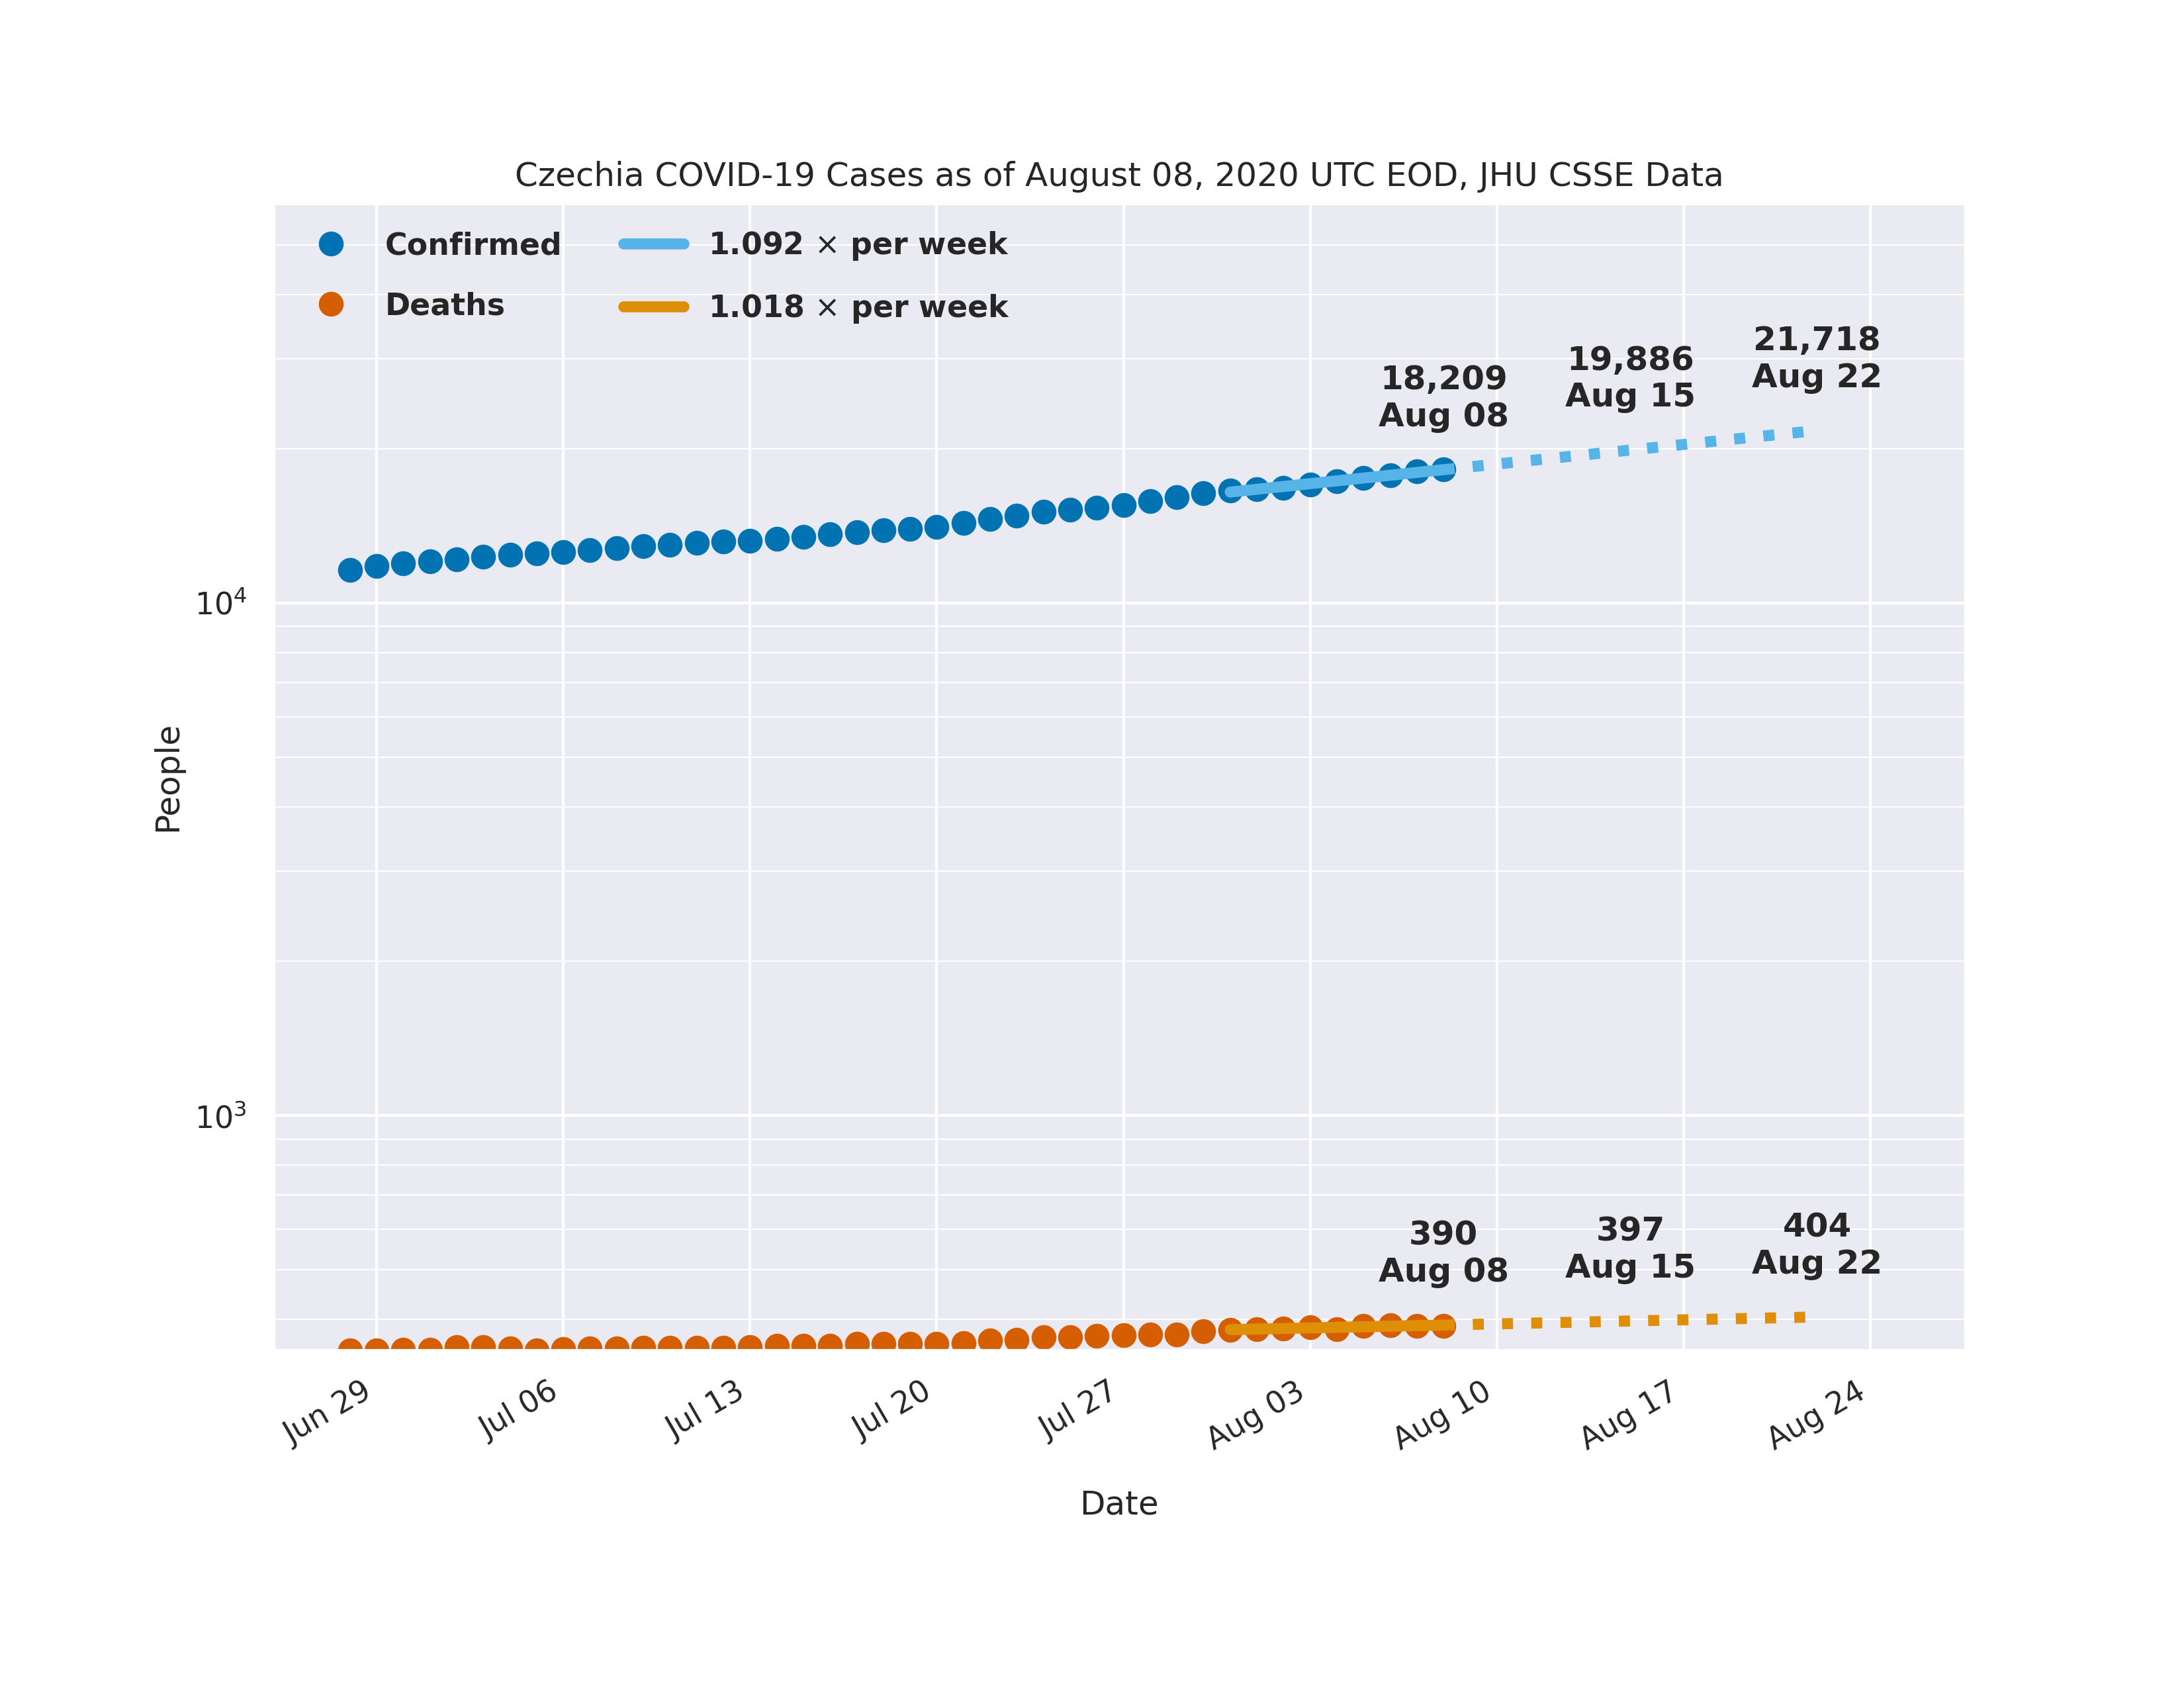 Czechia COVID-19 Cases as of August 08, 2020 UTC EOD, JHU CSSE Data
Confirmed
Deaths
1.092 × per week
1.018 × per week
18,209
Aug 08
19,886
Aug 15
21,718
Aug 22
10⁴
People
10³
390
Aug 08
397
Aug 15
404
Aug 22
Jun 29
Jul 06
Jul 13
Jul 20
Jul 27
Aug 03
Aug 10
Aug 17
Aug 24
Date